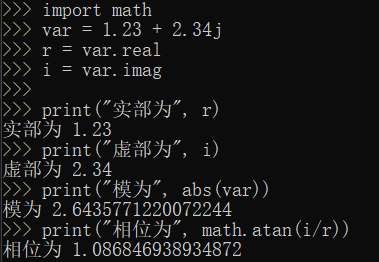 >>> import math
>>> var = 1.23 + 2.34j
>>> r = var.real
>>> i = var.imag
>>>
>>> print("实部为", r)
实部为 1.23
>>> print("虚部为", i)
虚部为 2.34
>>> print("模为", abs(var))
模为 2.6435771220072244
>>> print("相位为", math.atan(i/r))
相位为 1.086846938934872